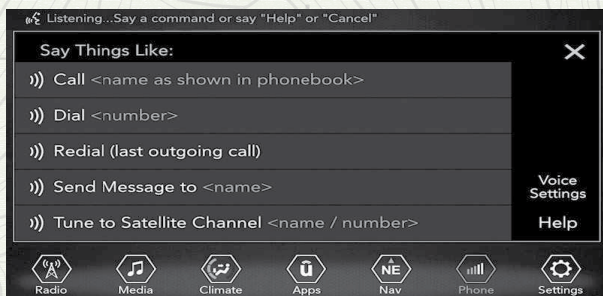 Listening...Say a command or say "Help" or "Cancel"
Say Things Like:
Call <name as shown in phonebook>
Dial <number>
Redial (last outgoing call)
Send Message to <name>
Tune to Satellite Channel <name / number>
Voice
Settings
Help
û
NE
Radio Media Climate Apps Nav Phone Settings